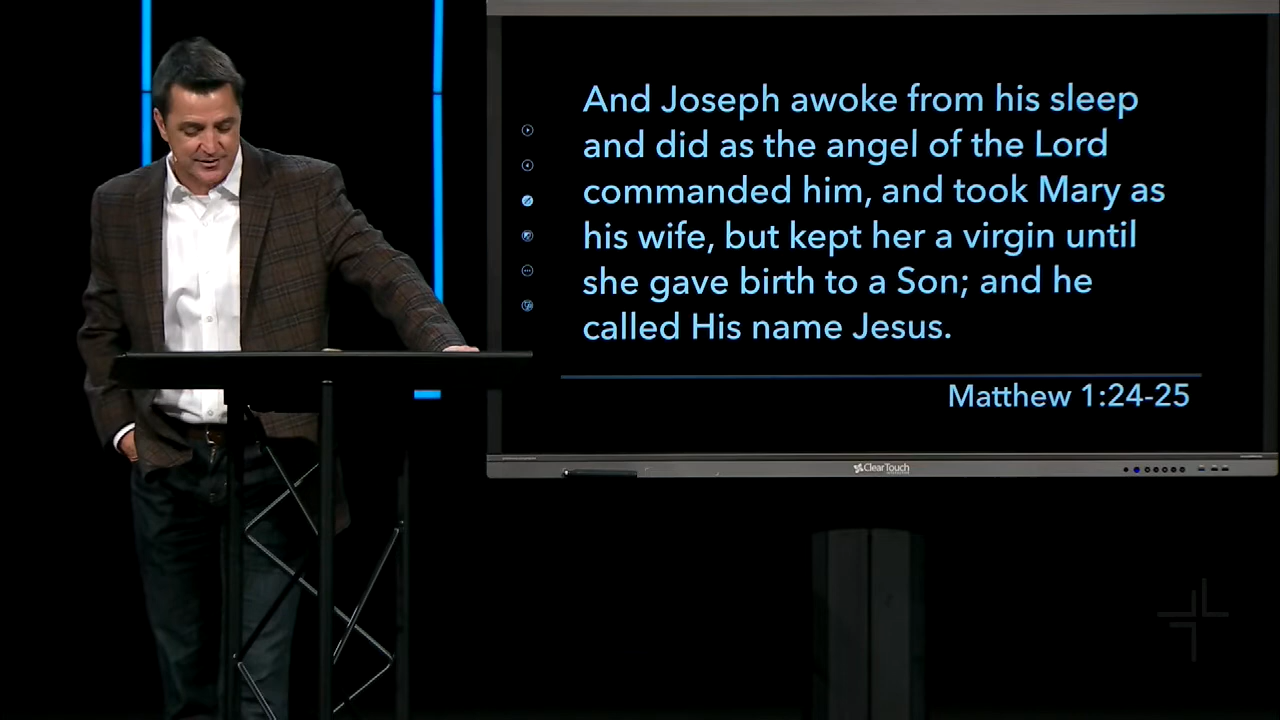 And Joseph awoke from his sleep
and did as the angel of the Lord
commanded him, and took Mary as
his wife, but kept her a virgin until
she gave birth to a Son; and he
called His name Jesus.
Matthew 1:24-25
ClearTouch